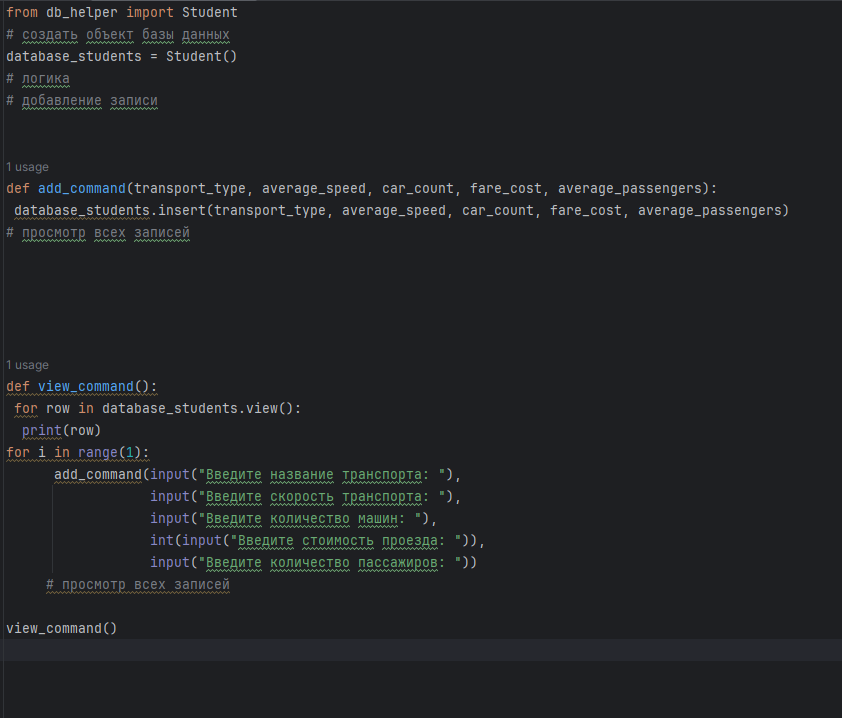 from db_helper import Student
# создать объект базы данных
database_students = Student()
# логика
# добавление записи
1 usage
def add_command(transport_type, average_speed, car_count, fare_cost, average_passengers):
 database_students.insert(transport_type, average_speed, car_count, fare_cost, average_passengers)
# просмотр всех записей
1 usage
def view_command():
 for row in database_students.view():
  print(row)
for i in range(1):
      add_command(input("Введите название транспорта: "),
                  input("Введите скорость транспорта: "),
                  input("Введите количество машин: "),
                  int(input("Введите стоимость проезда: ")),
                  input("Введите количество пассажиров: "))
     # просмотр всех записей
view_command()